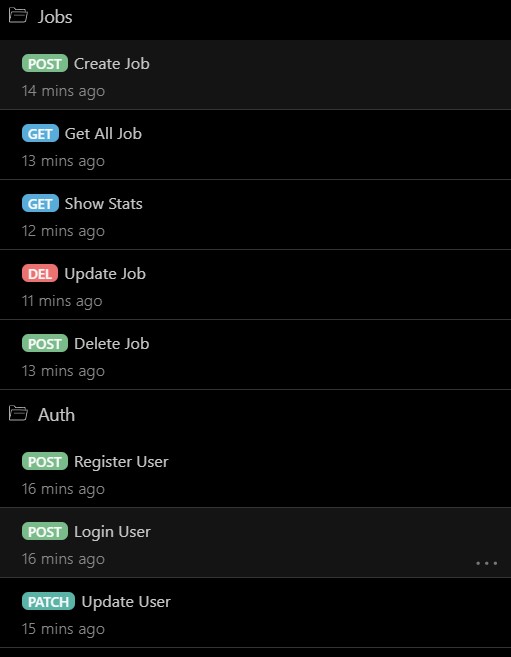 Jobs
POST Create Job
14 mins ago
GET Get All Job
13 mins ago
GET Show Stats
12 mins ago
DEL Update Job
11 mins ago
POST Delete Job
13 mins ago
Auth
POST Register User
16 mins ago
POST Login User
16 mins ago
...
PATCH Update User
15 mins ago